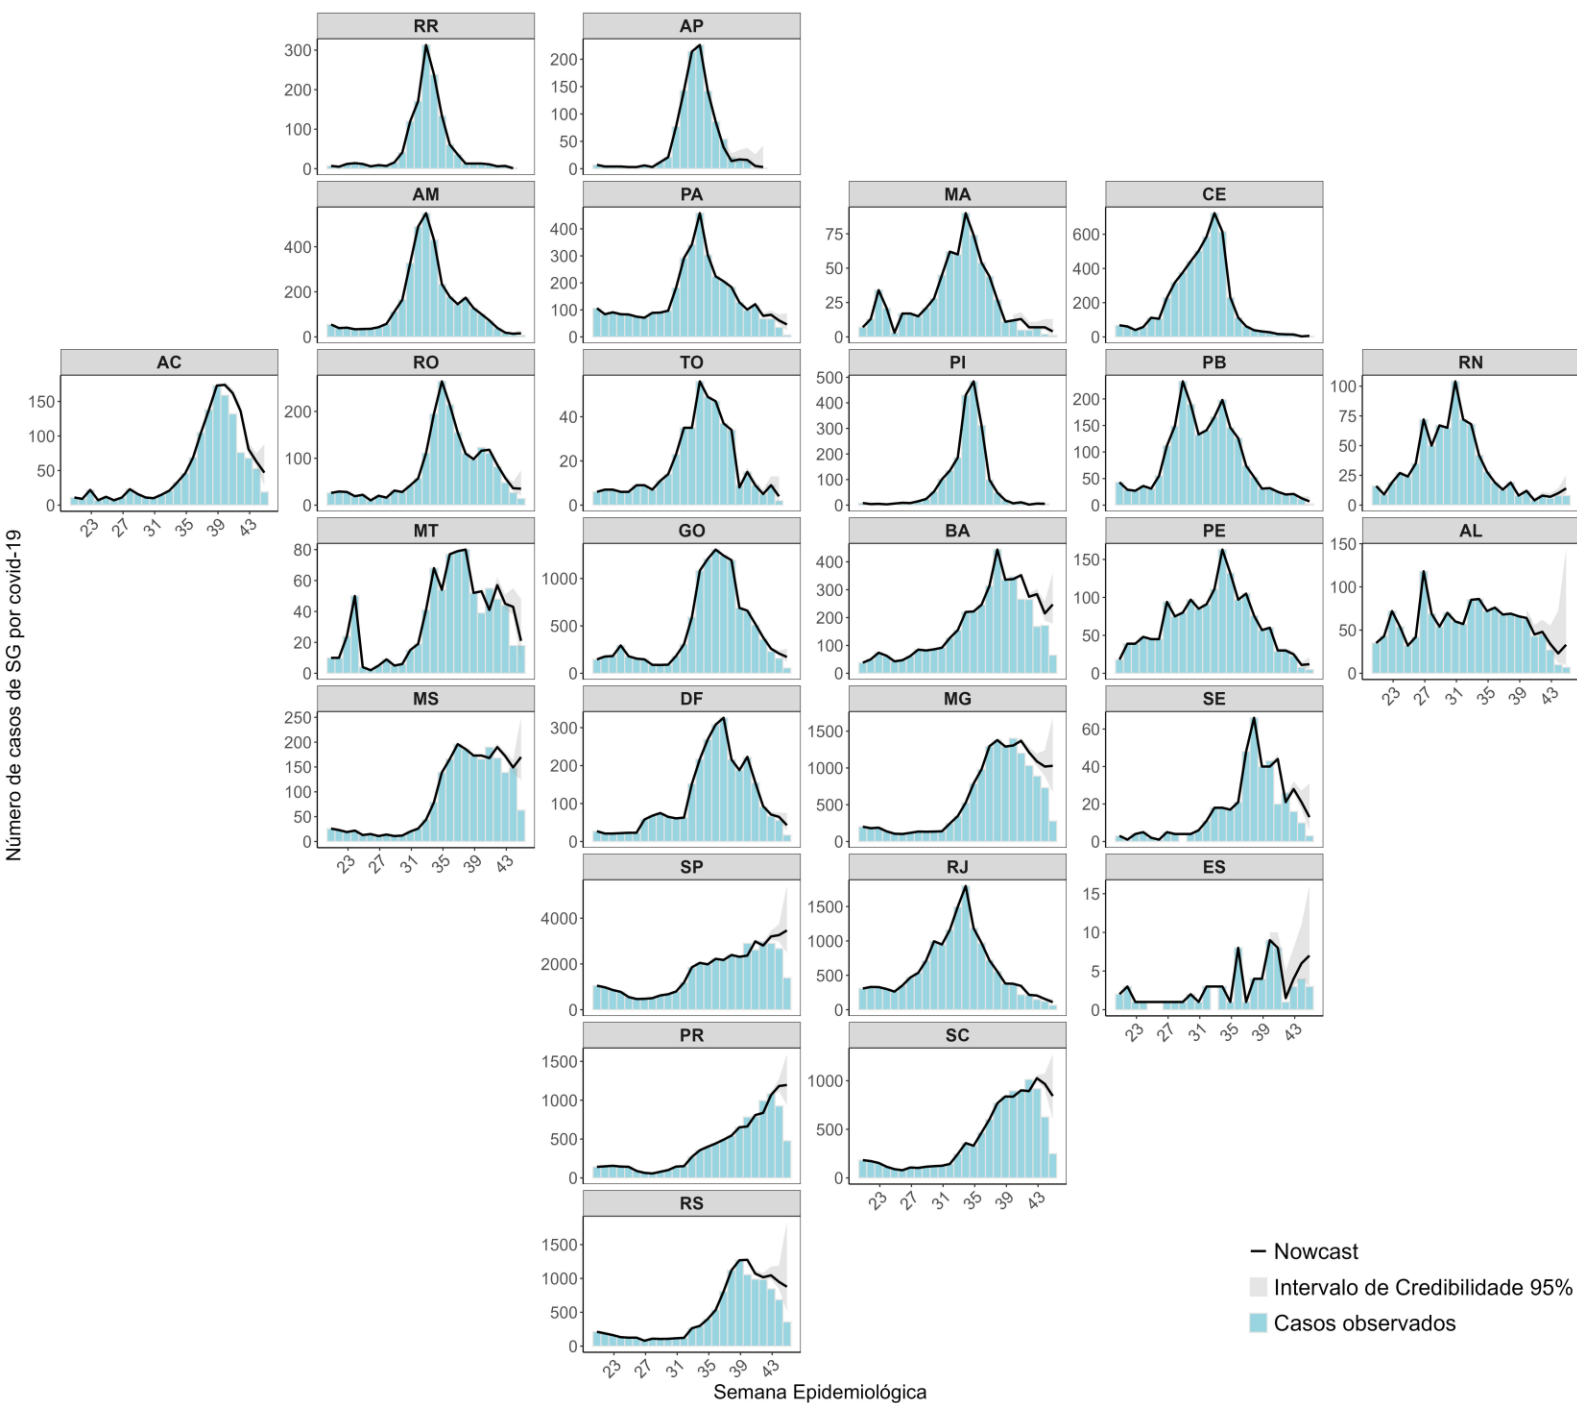 RR
AP
300
200
100
0
200
150
100
50
0
AM
PA
MA
CE
400
200
0
400
300
200
100
0
75
50
25
0
600
400
200
0
AC
RO
TO
PI
PB
RN
150
100
50
0
200
100
0
40
20
0
500
400
300
200
100
0
200
150
100
50
0
100
75
50
25
0
23 27 31 35 39 43
MT
GO
BA
PE
AL
80
60
40
20
0
1000
500
0
400
300
200
100
0
150
100
50
0
150
100
50
0
23 27 31 35 39 43
MS
DF
MG
SE
250
200
150
100
50
0
300
200
100
0
1500
1000
500
0
60
40
20
0
23 27 31 35 39 43
SP
RJ
ES
4000
2000
0
1500
1000
500
0
15
10
5
0
23 27 31 35 39 43
PR
SC
1500
1000
500
0
1000
500
0
23 27 31 35 39 43
RS
1500
1000
500
0
23 27 31 35 39 43
Número de casos de SG por covid-19
Semana Epidemiológica
Nowcast
Intervalo de Credibilidade 95%
Casos observados